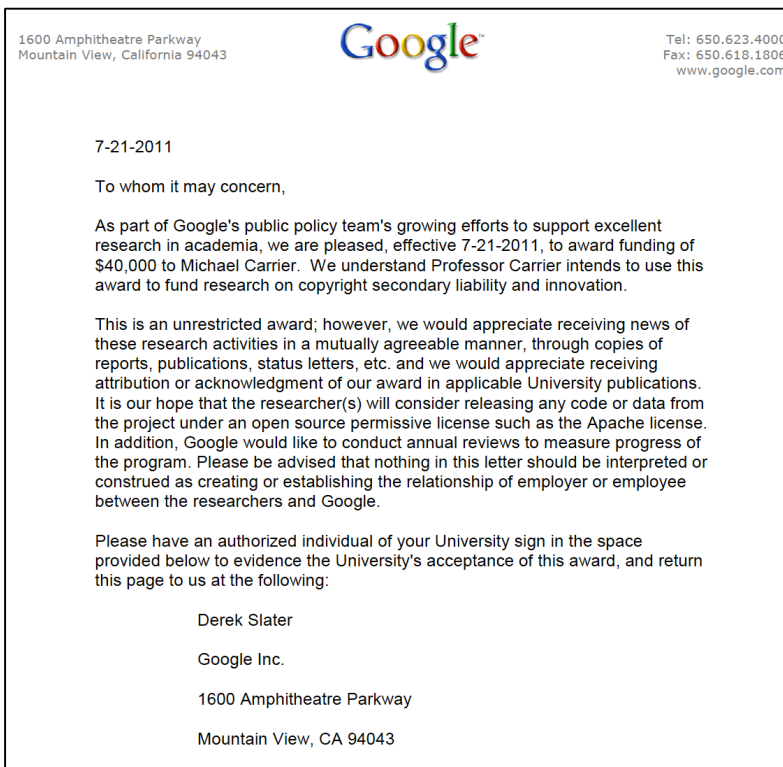 1600 Amphitheatre Parkway
Mountain View, California 94043
Google™
Tel: 650.623.4000
Fax: 650.618.1806
www.google.com
7-21-2011
To whom it may concern,
As part of Google's public policy team's growing efforts to support excellent
research in academia, we are pleased, effective 7-21-2011, to award funding of
$40,000 to Michael Carrier.  We understand Professor Carrier intends to use this
award to fund research on copyright secondary liability and innovation.
This is an unrestricted award; however, we would appreciate receiving news of
these research activities in a mutually agreeable manner, through copies of
reports, publications, status letters, etc. and we would appreciate receiving
attribution or acknowledgment of our award in applicable University publications.
It is our hope that the researcher(s) will consider releasing any code or data from
the project under an open source permissive license such as the Apache license.
In addition, Google would like to conduct annual reviews to measure progress of
the program. Please be advised that nothing in this letter should be interpreted or
construed as creating or establishing the relationship of employer or employee
between the researchers and Google.
Please have an authorized individual of your University sign in the space
provided below to evidence the University's acceptance of this award, and return
this page to us at the following:
Derek Slater
Google Inc.
1600 Amphitheatre Parkway
Mountain View, CA 94043